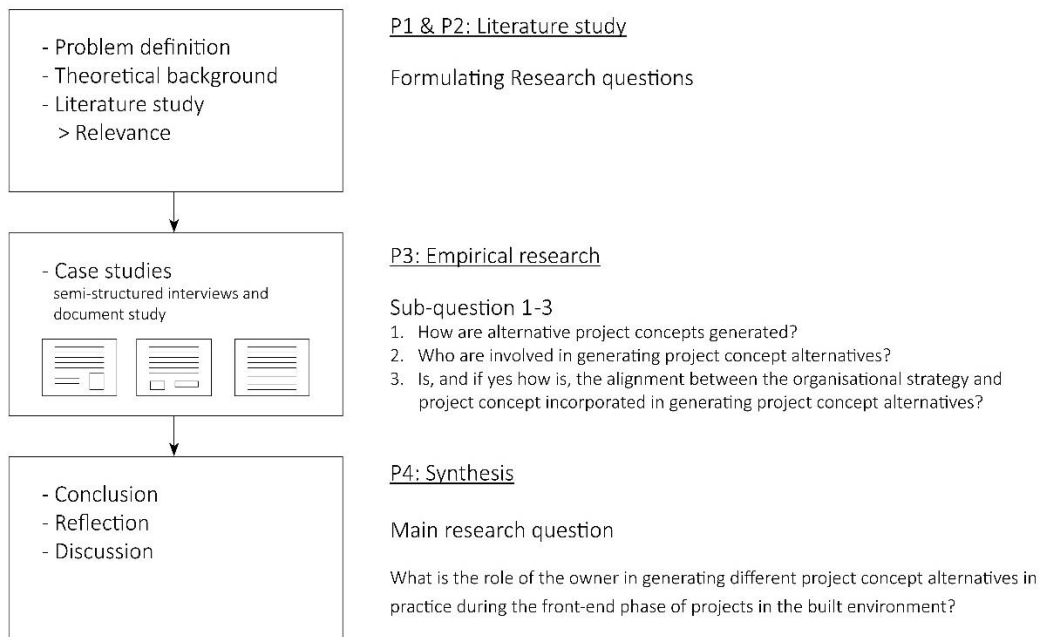 - Problem definition
- Theoretical background
- Literature study
> Relevance
P1 & P2: Literature study
Formulating Research questions
- Case studies
semi-structured interviews and
document study
P3: Empirical research
Sub-question 1-3
1. How are alternative project concepts generated?
2. Who are involved in generating project concept alternatives?
3. Is, and if yes how is, the alignment between the organisational strategy and
project concept incorporated in generating project concept alternatives?
- Conclusion
- Reflection
- Discussion
P4: Synthesis
Main research question
What is the role of the owner in generating different project concept alternatives in
practice during the front-end phase of projects in the built environment?